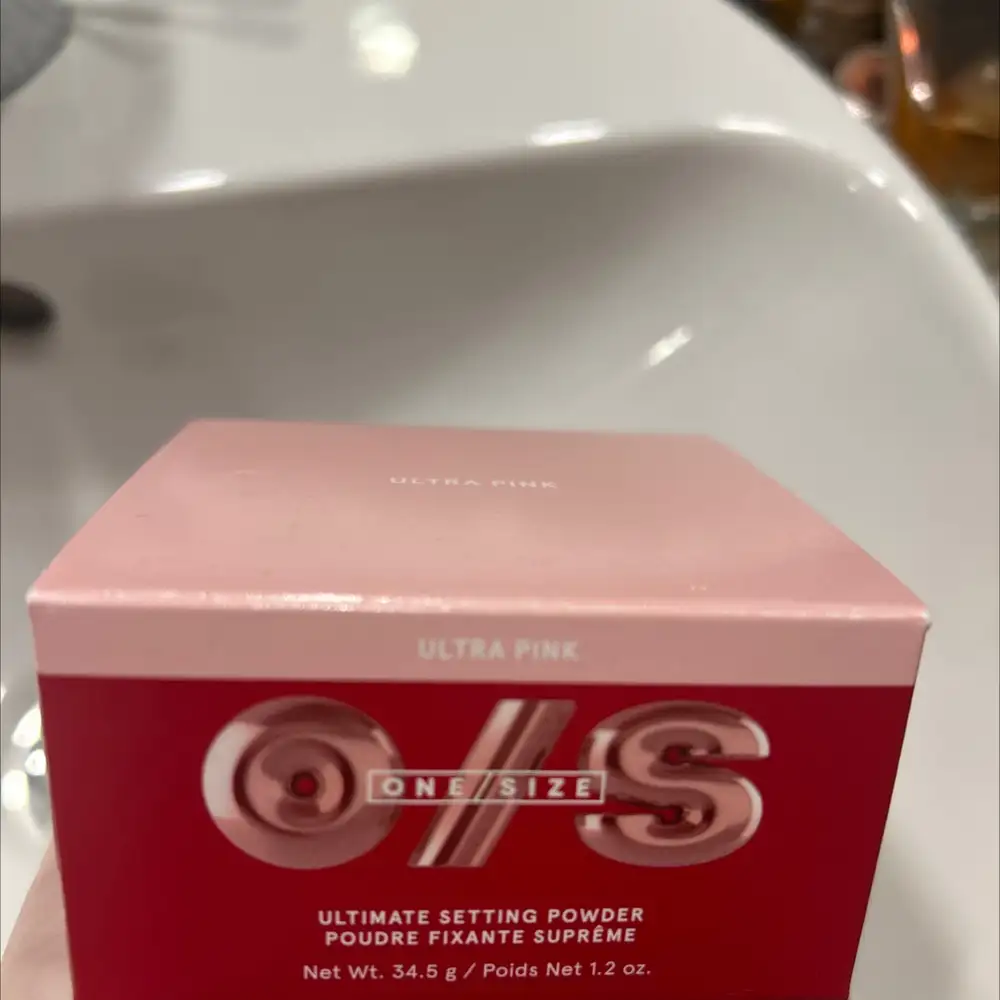 ULTRA PINK
ULTRA PINK
O/S
ONE/SIZE
ULTIMATE SETTING POWDER
POUDRE FIXANTE SUPRÊME
Net Wt. 34.5 g / Poids Net 1.2 oz.